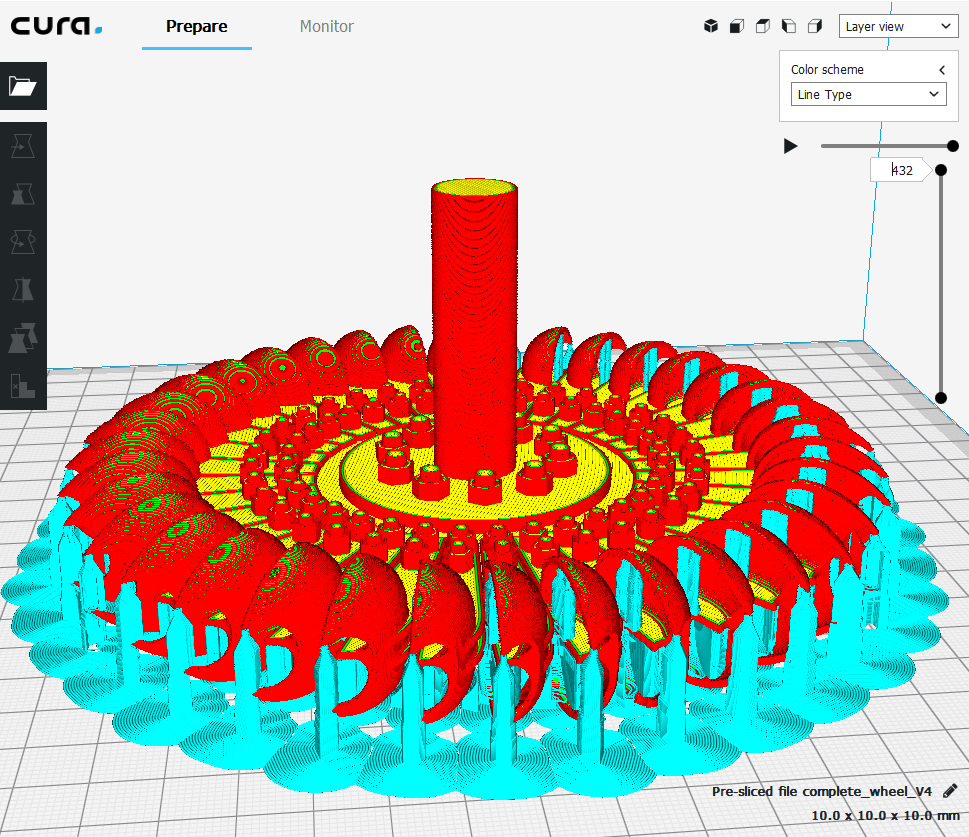 cura.
Prepare
Monitor
Layer view
Color scheme
Line Type
432
Pre-sliced file complete_wheel_V4
10.0 x 10.0 x 10.0 mm